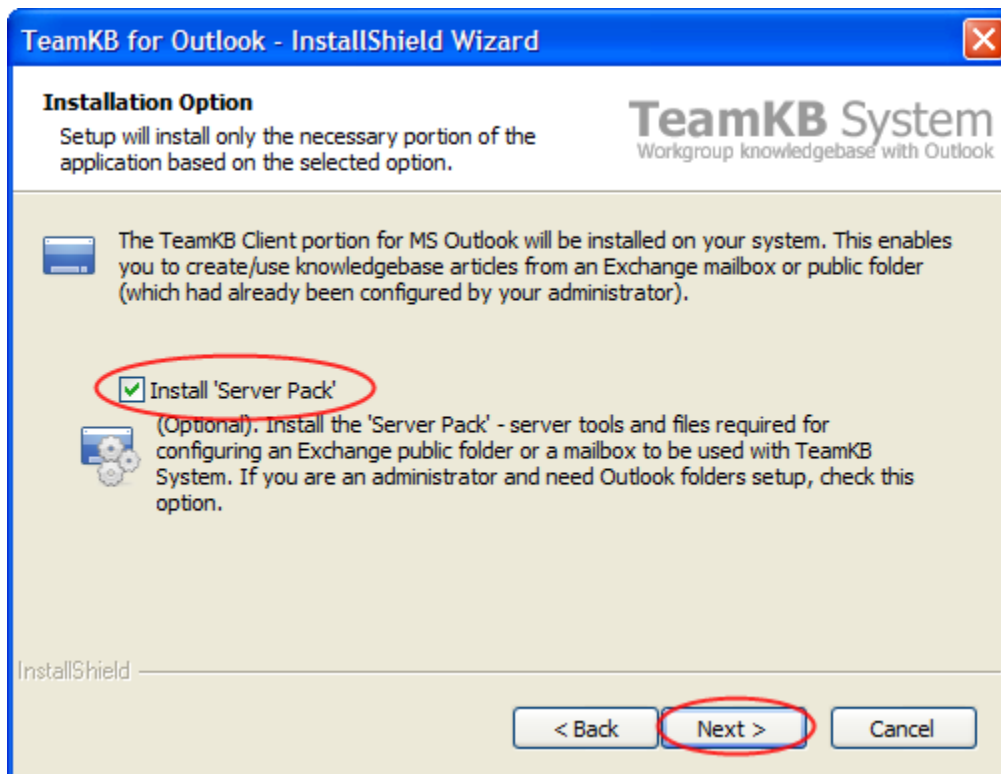 TeamKB for Outlook - InstallShield Wizard
Installation Option
Setup will install only the necessary portion of the
application based on the selected option.
TeamKB System
Workgroup knowledgebase with Outlook
The TeamKB Client portion for MS Outlook will be installed on your system. This enables
you to create/use knowledgebase articles from an Exchange mailbox or public folder
(which had already been configured by your administrator).
Install 'Server Pack'
(Optional). Install the 'Server Pack' - server tools and files required for
configuring an Exchange public folder or a mailbox to be used with TeamKB
System. If you are an administrator and need Outlook folders setup, check this
option.
InstallShield
< Back
Next >
Cancel